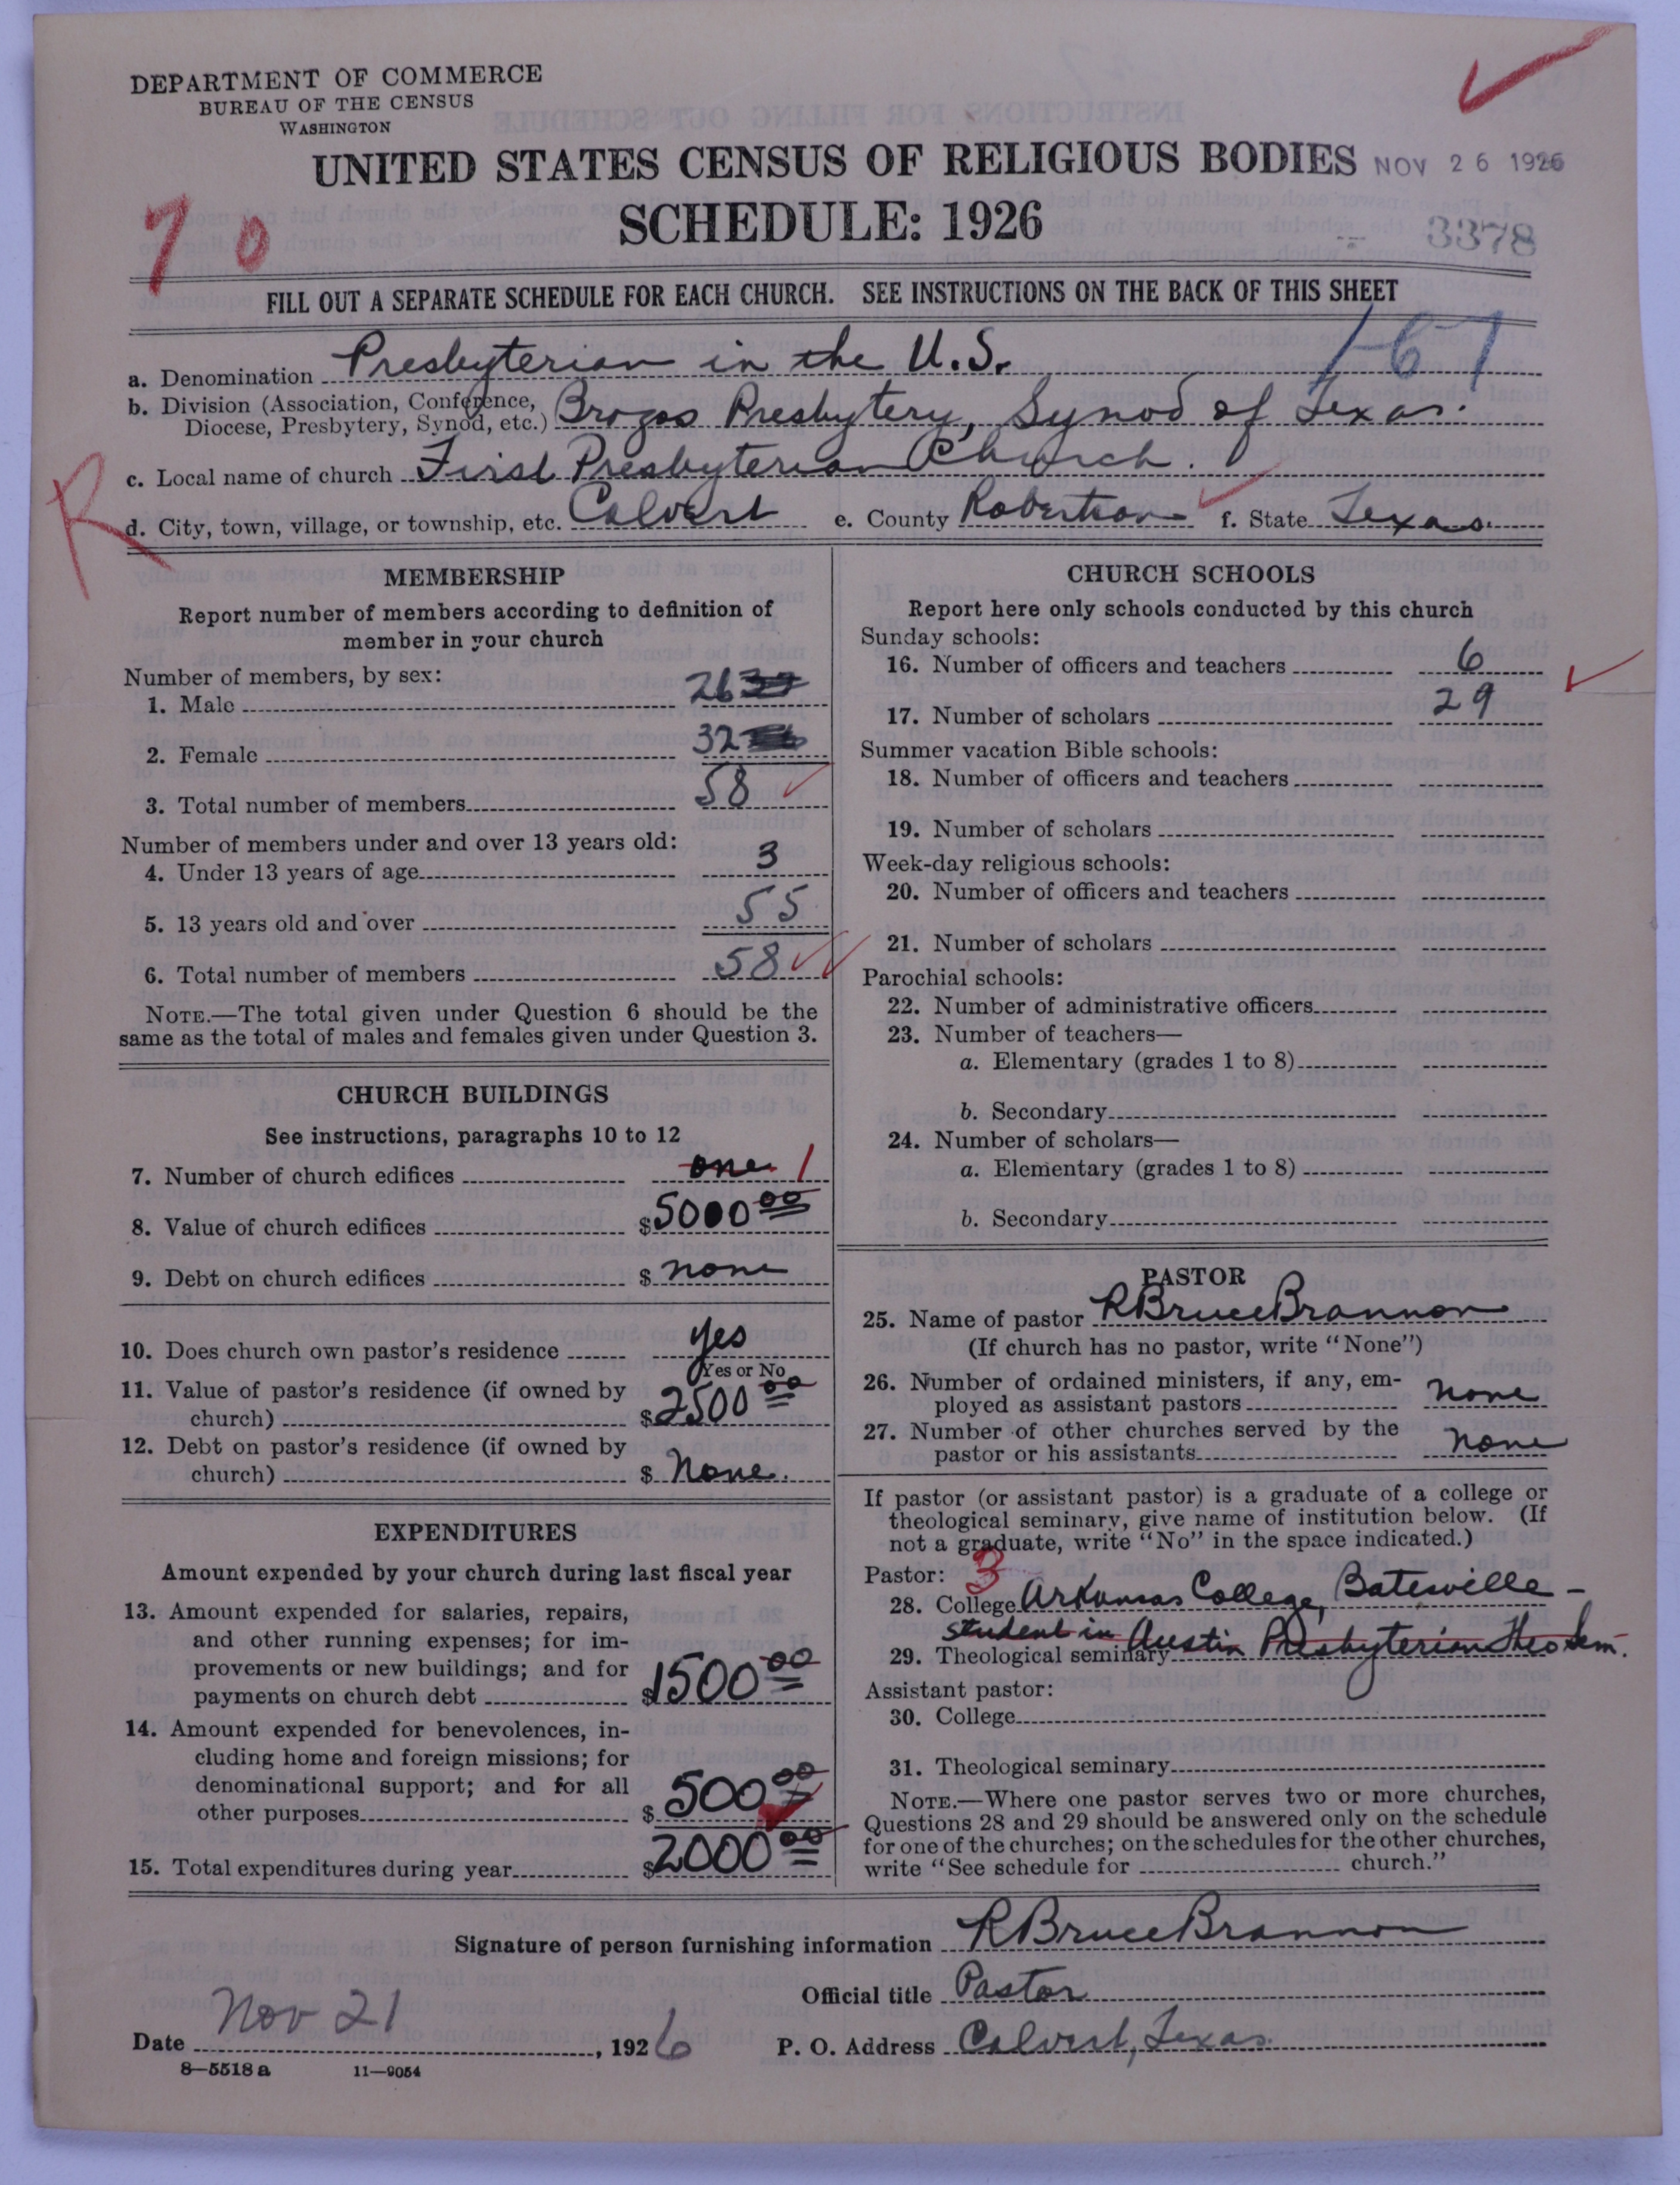 DEPARTMENT OF COMMERCE
BUREAU OF THE CENSUS
WASHINGTON
UNITED STATES CENSUS OF RELIGIOUS BODIES NOV 26 1926
SCHEDULE: 1926
70
3378
FILL OUT A SEPARATE SCHEDULE FOR EACH CHURCH. SEE INSTRUCTIONS ON THE BACK OF THIS SHEET
167
a. Denomination Presbyterian in the U.S.
b. Division (Association, Conference, Diocese, Presbytery, Synod, etc.) Brazos Presbytery, Synod of Texas.
c. Local name of church First Presbyterian Church.
R
d. City, town, village, or township, etc. Calvert e. County Robertson f. State Texas.
MEMBERSHIP
Report number of members according to definition of
member in your church
Number of members, by sex:
1. Male 26
2. Female 32
3. Total number of members 58
Number of members under and over 13 years old:
4. Under 13 years of age 3
5. 13 years old and over 55
6. Total number of members 58
NOTE.—The total given under Question 6 should be the
same as the total of males and females given under Question 3.
CHURCH BUILDINGS
See instructions, paragraphs 10 to 12
7. Number of church edifices one 1
8. Value of church edifices $5000 00
9. Debt on church edifices $ none
10. Does church own pastor's residence yes
Yes or No
11. Value of pastor's residence (if owned by
church) $2500 00
12. Debt on pastor's residence (if owned by
church) $ None.
EXPENDITURES
Amount expended by your church during last fiscal year
13. Amount expended for salaries, repairs,
and other running expenses; for im-
provements or new buildings; and for
payments on church debt $1500 00
14. Amount expended for benevolences, in-
cluding home and foreign missions; for
denominational support; and for all
other purposes $ 500 00
15. Total expenditures during year $2000 00
CHURCH SCHOOLS
Report here only schools conducted by this church
Sunday schools:
16. Number of officers and teachers 6
17. Number of scholars 29
Summer vacation Bible schools:
18. Number of officers and teachers
19. Number of scholars
Week-day religious schools:
20. Number of officers and teachers
21. Number of scholars
Parochial schools:
22. Number of administrative officers
23. Number of teachers—
a. Elementary (grades 1 to 8)
b. Secondary
24. Number of scholars—
a. Elementary (grades 1 to 8)
b. Secondary
PASTOR
25. Name of pastor R Bruce Brannon
(If church has no pastor, write "None")
26. Number of ordained ministers, if any, em-
ployed as assistant pastors none
27. Number of other churches served by the
pastor or his assistants none
If pastor (or assistant pastor) is a graduate of a college or
theological seminary, give name of institution below. (If
not a graduate, write "No" in the space indicated.)
Pastor: 3
28. College Arkansas College, Batesville -
student in Austin Presbyterian Theo Sem.
29. Theological seminary
Assistant pastor:
30. College
31. Theological seminary
NOTE.—Where one pastor serves two or more churches,
Questions 28 and 29 should be answered only on the schedule
for one of the churches; on the schedules for the other churches,
write "See schedule for church."
Signature of person furnishing information R Bruce Brannon
Official title Pastor
Date Nov 21, 1926 P. O. Address Calvert, Texas.
8—5518 a 11—9054